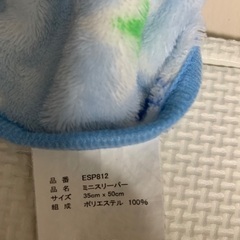 品 番 ESP812
品 名 ミニスリーパー
サイズ 35cm x 50cm
組 成 ポリエステル 100%